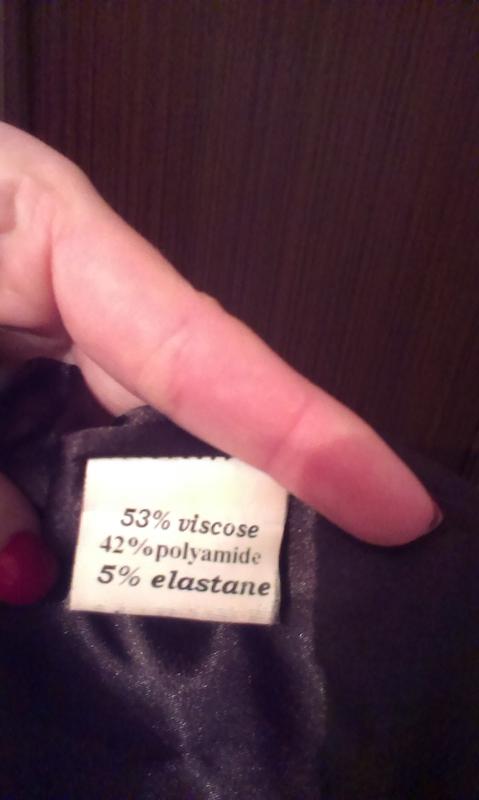 53% viscose
42%polyamide
5% elastane